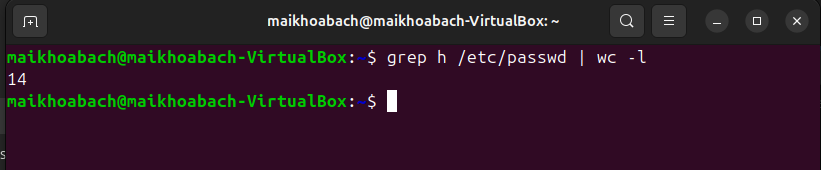 maikhoabach@maikhoabach-VirtualBox: ~
maikhoabach@maikhoabach-VirtualBox:~$ grep h /etc/passwd | wc -l
14
maikhoabach@maikhoabach-VirtualBox:~$
s